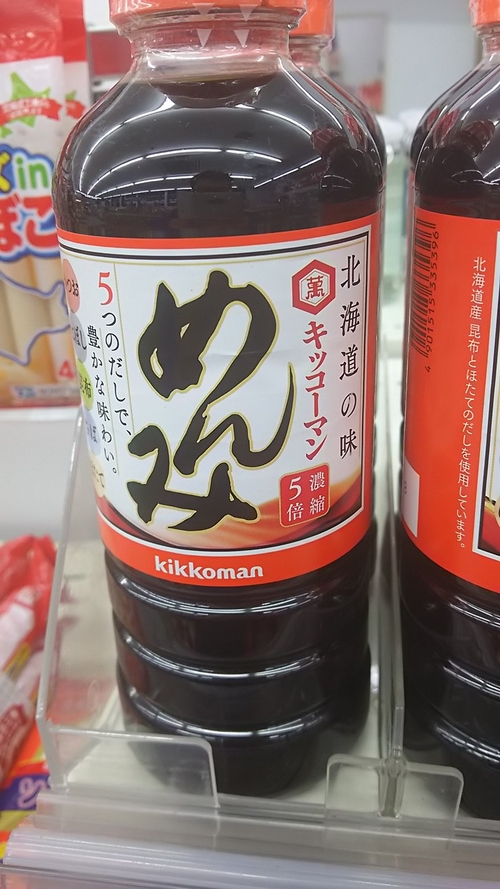 北海道の味
キッコーマン
濃縮
5倍
めんみ
5つのだしで、
豊かな味わい。
kikkoman
北海道産 昆布とほたてのだしを使用しています。
in